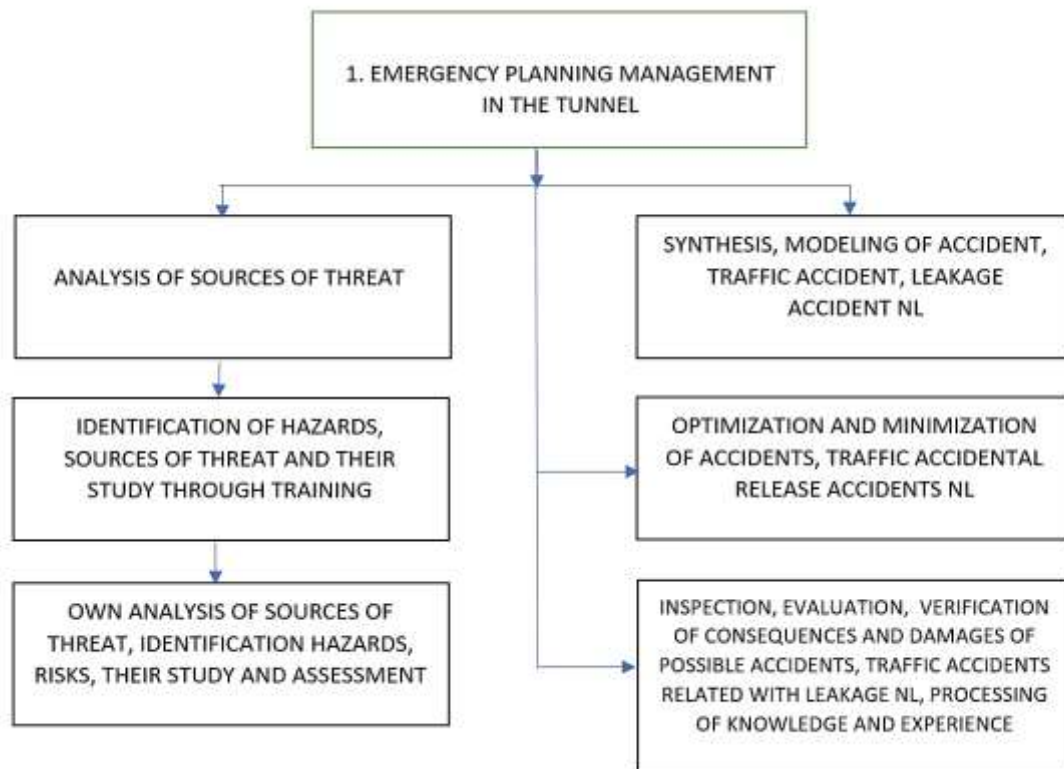 1. EMERGENCY PLANNING MANAGEMENT
IN THE TUNNEL
ANALYSIS OF SOURCES OF THREAT
IDENTIFICATION OF HAZARDS,
SOURCES OF THREAT AND THEIR
STUDY THROUGH TRAINING
OWN ANALYSIS OF SOURCES OF
THREAT, IDENTIFICATION HAZARDS,
RISKS, THEIR STUDY AND ASSESSMENT
SYNTHESIS, MODELING OF ACCIDENT,
TRAFFIC ACCIDENT, LEAKAGE
ACCIDENT NL
OPTIMIZATION AND MINIMIZATION
OF ACCIDENTS, TRAFFIC ACCIDENTAL
RELEASE ACCIDENTS NL
INSPECTION, EVALUATION, VERIFICATION
OF CONSEQUENCES AND DAMAGES OF
POSSIBLE ACCIDENTS, TRAFFIC ACCIDENTS
RELATED WITH LEAKAGE NL, PROCESSING
OF KNOWLEDGE AND EXPERIENCE